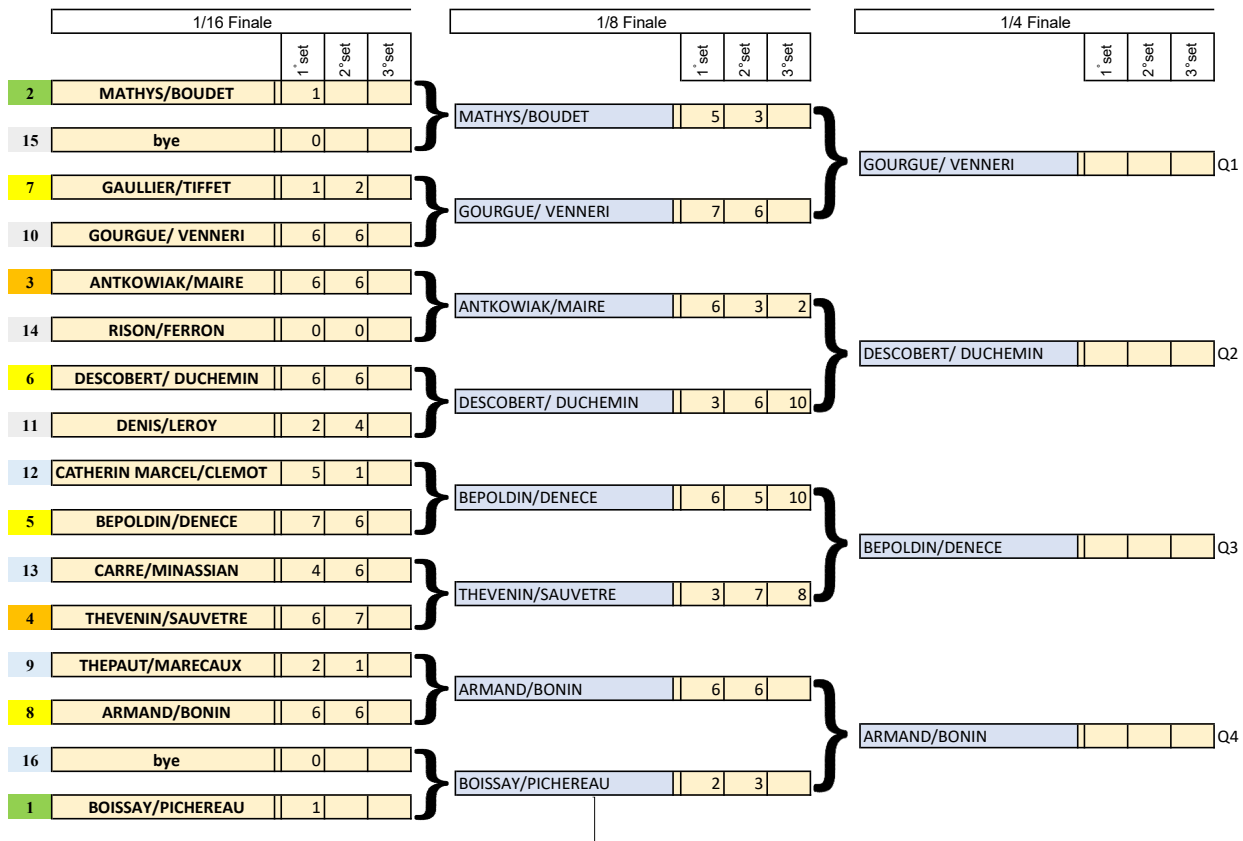 1/16 Finale 1/8 Finale 1/4 Finale
1°set 2°set 3°set 1°set 2°set 3°set 1°set 2°set 3°set
2 MATHYS/BOUDET 1
MATHYS/BOUDET 5 3
15 bye 0
GOURGUE/ VENNERI Q1
7 GAULLIER/TIFFET 1 2
GOURGUE/ VENNERI 7 6
10 GOURGUE/ VENNERI 6 6
3 ANTKOWIAK/MAIRE 6 6
ANTKOWIAK/MAIRE 6 3 2
14 RISON/FERRON 0 0
DESCOBERT/ DUCHEMIN Q2
6 DESCOBERT/ DUCHEMIN 6 6
DESCOBERT/ DUCHEMIN 3 6 10
11 DENIS/LEROY 2 4
12 CATHERIN MARCEL/CLEMOT 5 1
BEPOLDIN/DENECE 6 5 10
5 BEPOLDIN/DENECE 7 6
BEPOLDIN/DENECE Q3
13 CARRE/MINASSIAN 4 6
THEVENIN/SAUVETRE 3 7 8
4 THEVENIN/SAUVETRE 6 7
9 THEPAUT/MARECAUX 2 1
ARMAND/BONIN 6 6
8 ARMAND/BONIN 6 6
ARMAND/BONIN Q4
16 bye 0
BOISSAY/PICHEREAU 2 3
1 BOISSAY/PICHEREAU 1